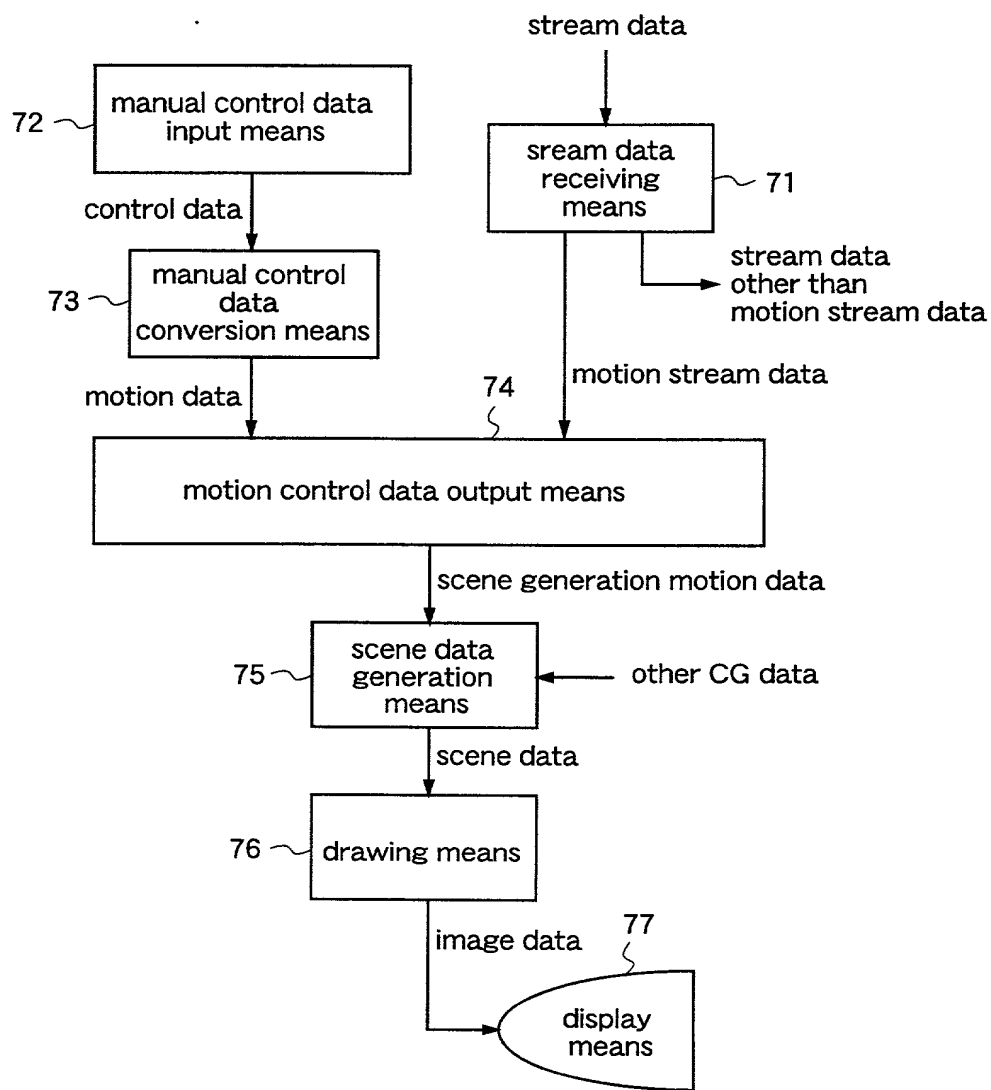 stream data
72
manual control data
input means
sream data
receiving
means
71
control data
stream data
other than
motion stream data
73
manual control
data
conversion means
motion data
74
motion stream data
motion control data output means
scene generation motion data
75
scene data
generation
means
other CG data
scene data
76
drawing means
image data
77
display
means